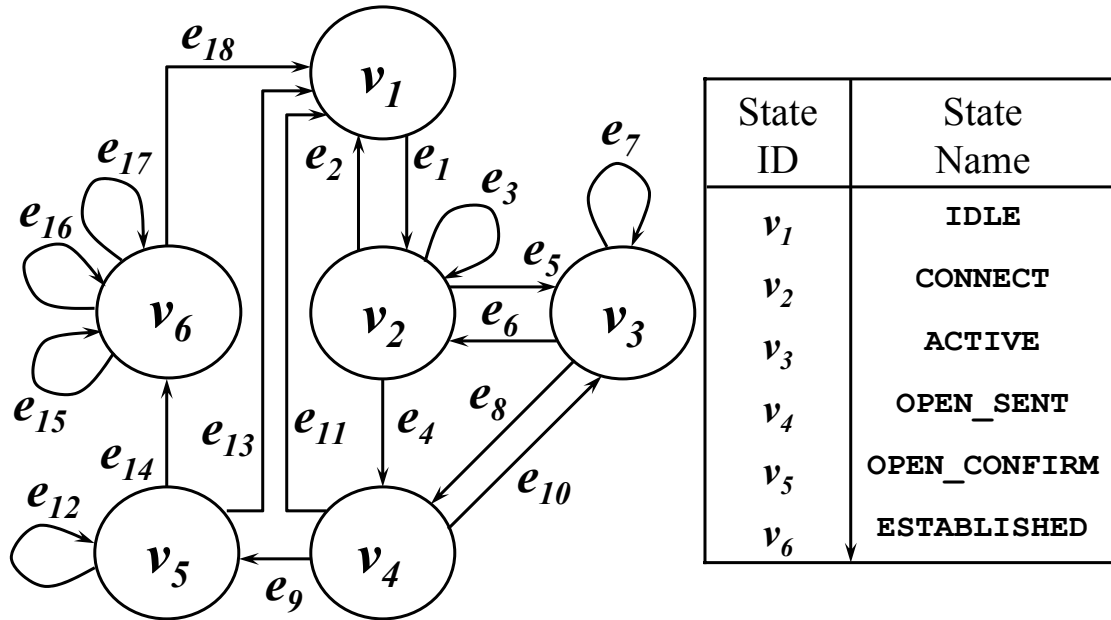 e18
v1
e17
e2
e1
e3
e7
e16
e5
v6
v2
e6
v3
e15
e14
e13
e11
e4
e8
e10
e12
v5
e9
v4
State ID
State Name
v1 IDLE
v2 CONNECT
v3 ACTIVE
v4 OPEN_SENT
v5 OPEN_CONFIRM
v6 ESTABLISHED